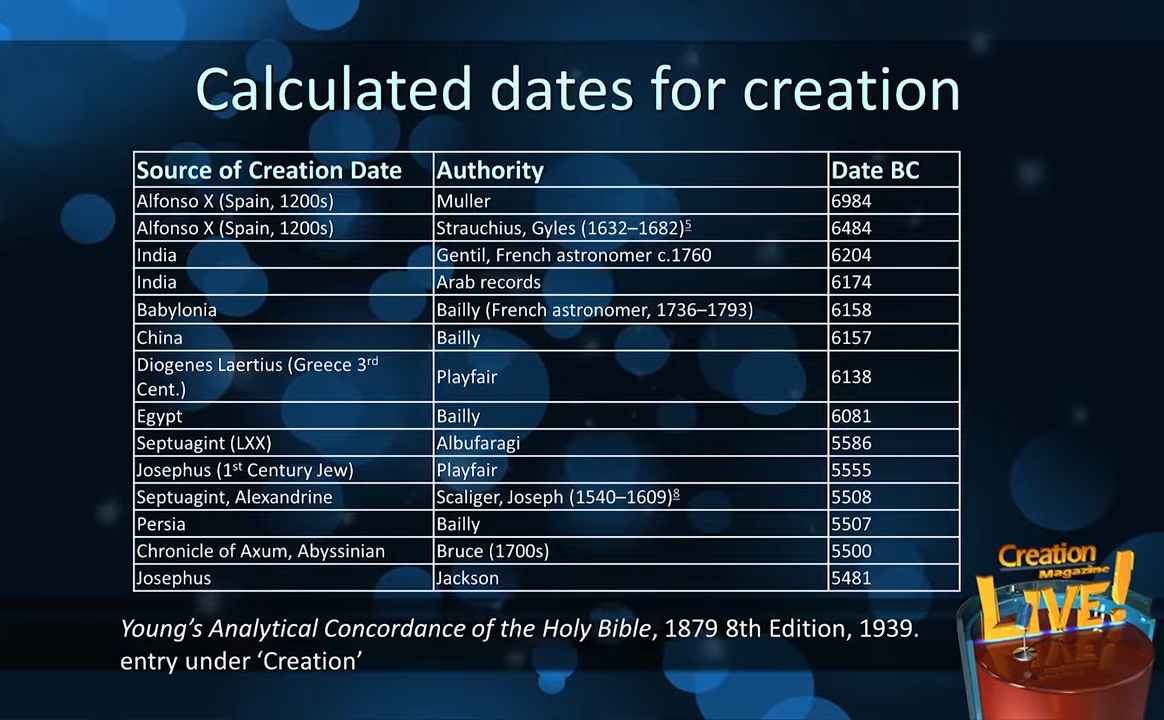 Calculated dates for creation
Source of Creation Date Authority Date BC
Alfonso X (Spain, 1200s) Muller 6984
Alfonso X (Spain, 1200s) Strauchius, Gyles (1632–1682)5 6484
India Gentil, French astronomer c.1760 6204
India Arab records 6174
Babylonia Bailly (French astronomer, 1736–1793) 6158
China Bailly 6157
Diogenes Laertius (Greece 3rd
Cent.) Playfair 6138
Egypt Bailly 6081
Septuagint (LXX) Albufaragi 5586
Josephus (1st Century Jew) Playfair 5555
Septuagint, Alexandrine Scaliger, Joseph (1540–1609)8 5508
Persia Bailly 5507
Chronicle of Axum, Abyssinian Bruce (1700s) 5500
Josephus Jackson 5481
Young's Analytical Concordance of the Holy Bible, 1879 8th Edition, 1939.
entry under ‘Creation’
Creation
Magazine
LIVE!